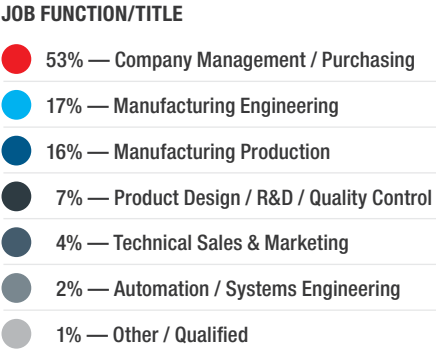 JOB FUNCTION/TITLE
53% — Company Management / Purchasing
17% — Manufacturing Engineering
16% — Manufacturing Production
7% — Product Design / R&D / Quality Control
4% — Technical Sales & Marketing
2% — Automation / Systems Engineering
1% — Other / Qualified